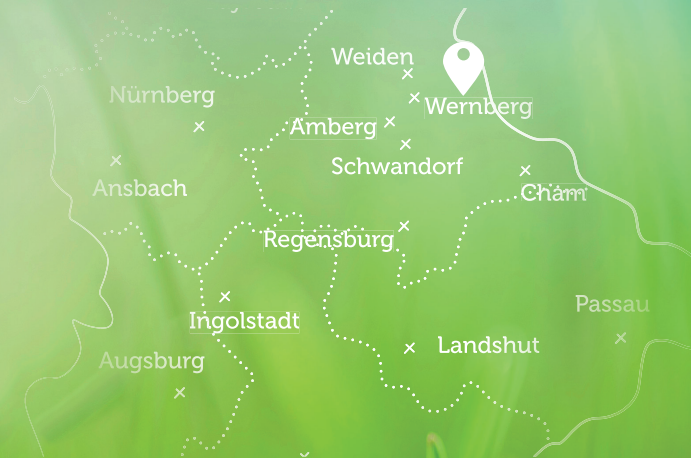 Weiden
Nürnberg
Wernberg
Amberg
Schwandorf
Ansbach
Cham
Regensburg
Passau
Ingolstadt
Landshut
Augsburg